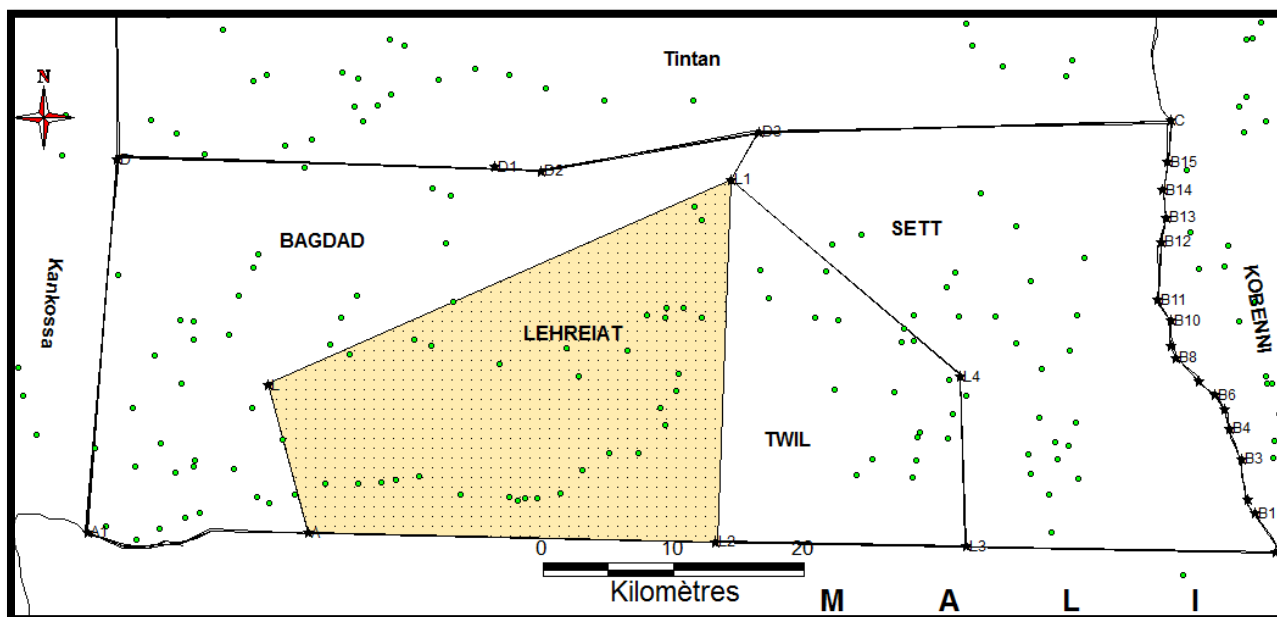 Tintan
N
C
D3
D
D1
B2
B15
L1
B14
B13
SETT
BAGDAD
B12
Kankossa
KOBENNI
B11
B10
LEHREIAT
B8
L4
L
B6
B4
TWIL
B3
B1
A1
A
L2
L3
0 10 20
Kilomètres
M A L I